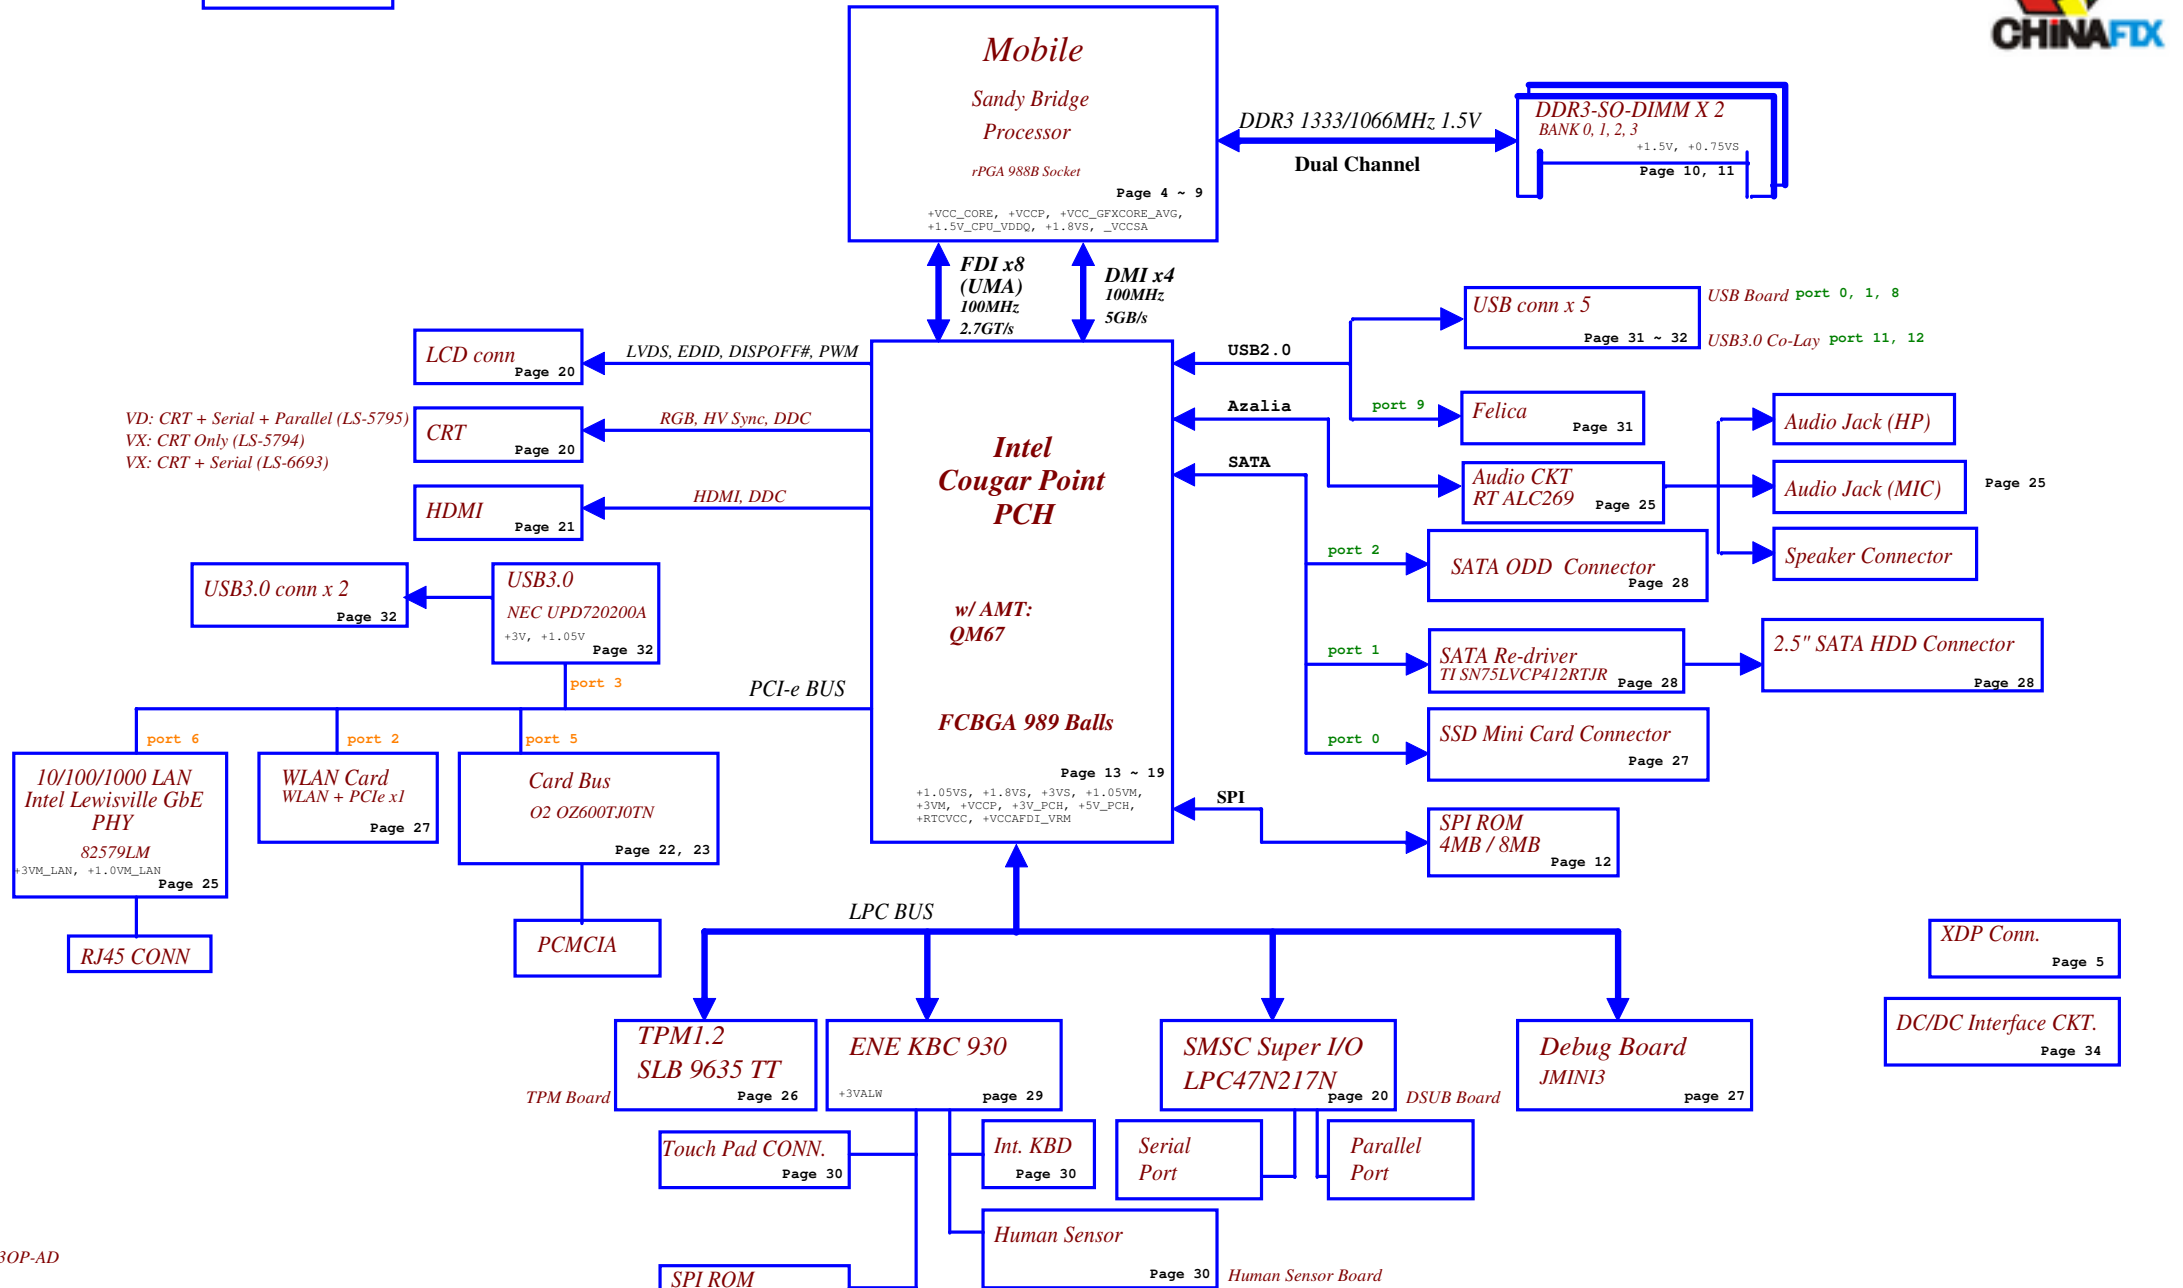 CHINAFIX
Mobile
Sandy Bridge
Processor
rPGA 988B Socket
Page 4 ~ 9
+VCC_CORE, +VCCP, +VCC_GFXCORE_AVG,
+1.5V_CPU_VDDQ, +1.8VS, _VCCSA
DDR3 1333/1066MHz 1.5V
Dual Channel
DDR3-SO-DIMM X 2
BANK 0, 1, 2, 3
+1.5V, +0.75VS
Page 10, 11
FDI x8
(UMA)
100MHz
2.7GT/s
DMI x4
100MHz
5GB/s
USB conn x 5
Page 31 ~ 32
USB Board port 0, 1, 8
USB3.0 Co-Lay port 11, 12
LCD conn
Page 20
LVDS, EDID, DISPOFF#, PWM
USB2.0
VD: CRT + Serial + Parallel (LS-5795)
VX: CRT Only (LS-5794)
VX: CRT + Serial (LS-6693)
CRT
Page 20
RGB, HV Sync, DDC
Azalia
port 9
Felica
Page 31
Audio Jack (HP)
HDMI
Page 21
HDMI, DDC
Intel
Cougar Point
PCH
SATA
Audio CKT
RT ALC269
Page 25
Audio Jack (MIC)
Page 25
Speaker Connector
port 2
SATA ODD  Connector
Page 28
USB3.0 conn x 2
Page 32
USB3.0
NEC UPD720200A
+3V, +1.05V
Page 32
w/ AMT:
QM67
port 1
SATA Re-driver
TI SN75LVCP412RTJR
Page 28
2.5" SATA HDD Connector
Page 28
port 3
PCI-e BUS
FCBGA 989 Balls
port 0
SSD Mini Card Connector
Page 27
port 6
port 2
port 5
10/100/1000 LAN
Intel Lewisville GbE
PHY
82579LM
+3VM_LAN, +1.0VM_LAN
Page 25
WLAN Card
WLAN + PCIe x1
Page 27
Card Bus
O2 OZ600TJ0TN
Page 22, 23
Page 13 ~ 19
+1.05VS, +1.8VS, +3VS, +1.05VM,
+3VM, +VCCP, +3V_PCH, +5V_PCH,
+RTCVCC, +VCCAFDI_VRM
SPI
SPI ROM
4MB / 8MB
Page 12
RJ45 CONN
PCMCIA
LPC BUS
XDP Conn.
Page 5
DC/DC Interface CKT.
Page 34
TPM1.2
SLB 9635 TT
Page 26
TPM Board
ENE KBC 930
+3VALW
page 29
SMSC Super I/O
LPC47N217N
page 20
DSUB Board
Debug Board
JMINI3
page 27
Touch Pad CONN.
Page 30
Int. KBD
Page 30
Serial
Port
Parallel
Port
Human Sensor
Page 30
Human Sensor Board
3OP-AD
SPI ROM